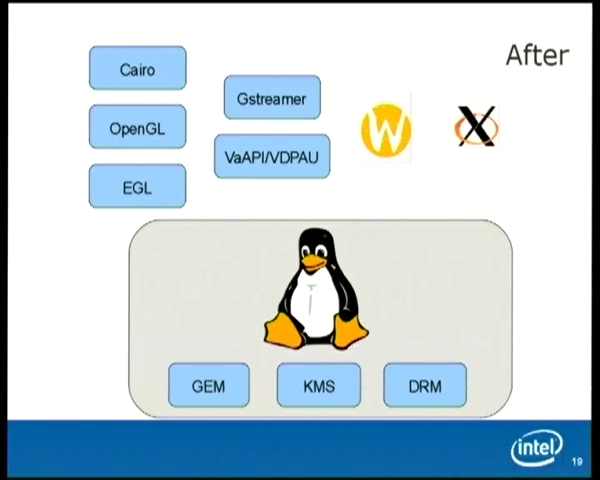 After
Cairo
Gstreamer
OpenGL
VaAPI/VDPAU
EGL
W
X
GEM
KMS
DRM
intel
19